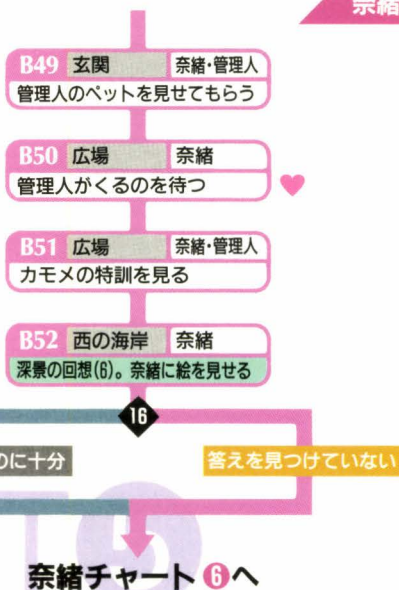 奈緒
B49 玄関 奈緒・管理人
管理人のペットを見せてもらう
B50 広場 奈緒
管理人がくるのを待つ
B51 広場 奈緒・管理人
カモメの特訓を見る
B52 西の海岸 奈緒
深景の回想(6)。奈緒に絵を見せる
16
のに十分
答えを見つけていない
奈緒チャート 6 へ